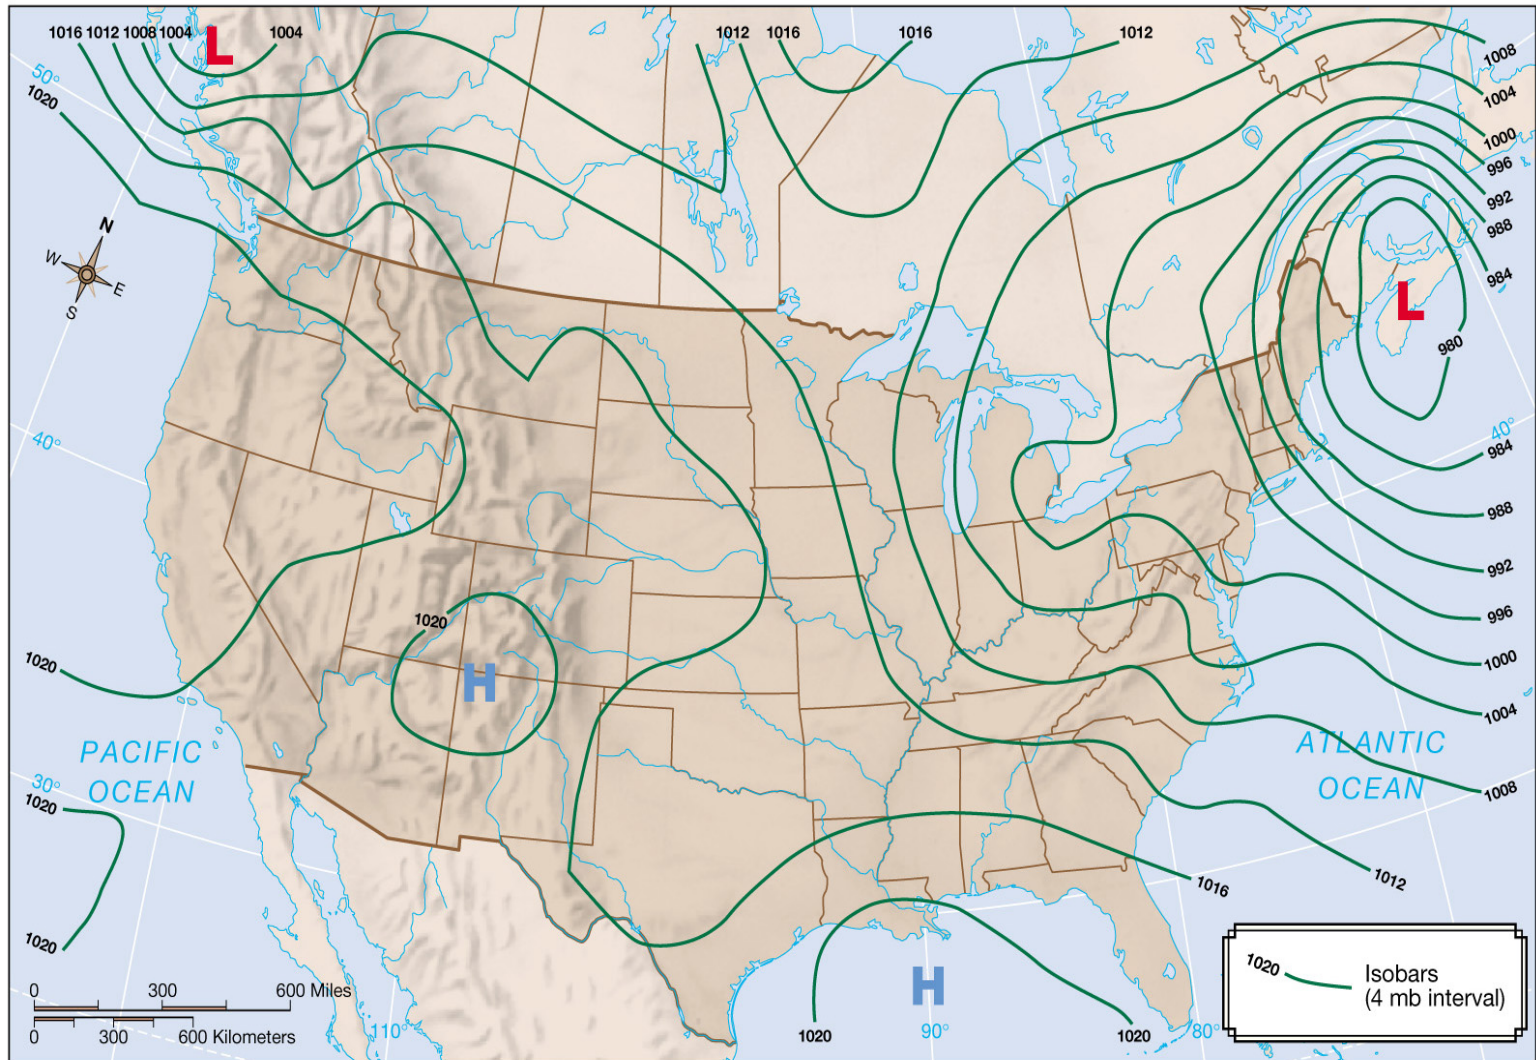 1016 1012 1008 1004 L 1004 1012 1016 1016 1012 1008
50°
1020
1004
1000
996
992
988
984
N
W
E
S
L
980
40°
40°
984
988
992
996
1020
H
1020
1000
1004
PACIFIC
OCEAN
ATLANTIC
OCEAN
30°
1020
1008
1012
1016
1020
H
1020
Isobars
(4 mb interval)
0 300 600 Miles
0 300 600 Kilometers
110°
1020
90°
1020
80°